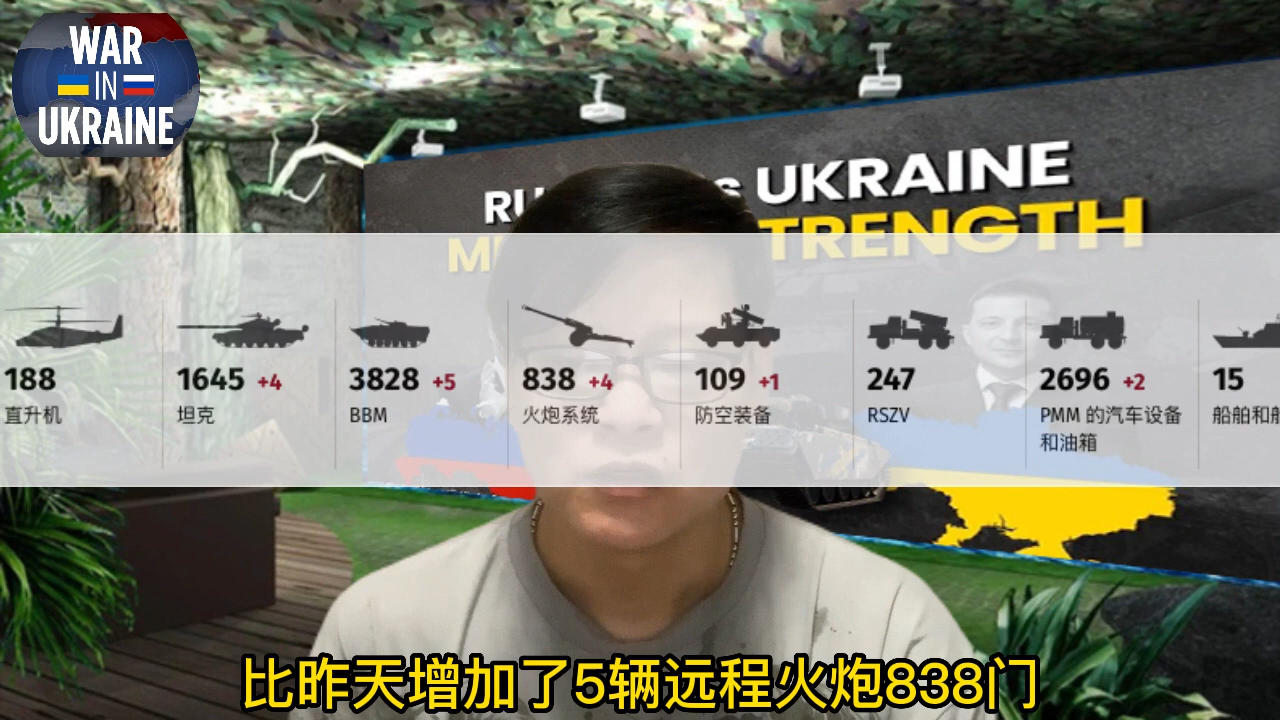 WAR
IN
UKRAINE
UKRAINE
TRENGTH
188
直升机
1645 +4
坦克
3828 +5
BBM
838 +4
火炮系统
109 +1
防空装备
247
RSZV
2696 +2
PMM 的汽车设备
和油箱
15
船舶和
比昨天增加了5辆远程火炮838门